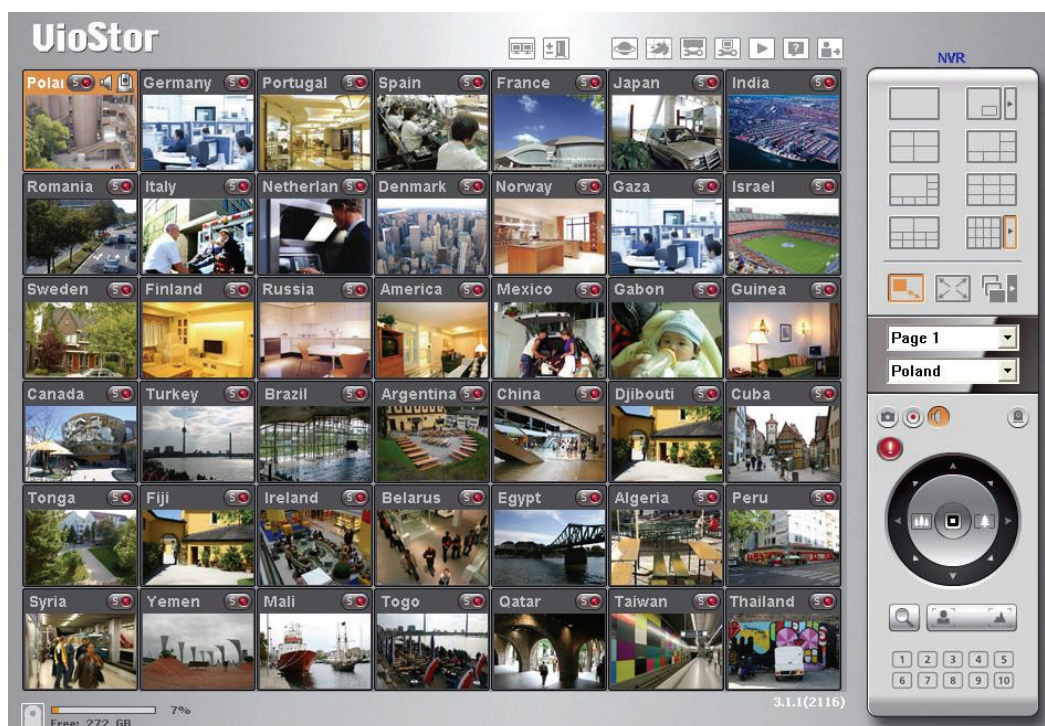 VioStor
NVR
Polan S
Germany S
Portugal S
Spain S
France S
Japan S
India S
Romania S
Italy S
Netherlan S
Denmark S
Norway S
Gaza S
Israel S
Sweden S
Finland S
Russia S
America S
Mexico S
Gabon S
Guinea S
Page 1
Poland
Canada S
Turkey S
Brazil S
Argentina S
China S
Djibouti S
Cuba S
Tonga S
Fiji S
Ireland S
Belarus S
Egypt S
Algeria S
Peru S
Syria S
Yemen S
Mali S
Togo S
Qatar S
Taiwan S
Thailand S
1 2 3 4 5
6 7 8 9 10
3.1.1(2116)
7%
Free: 272 GB